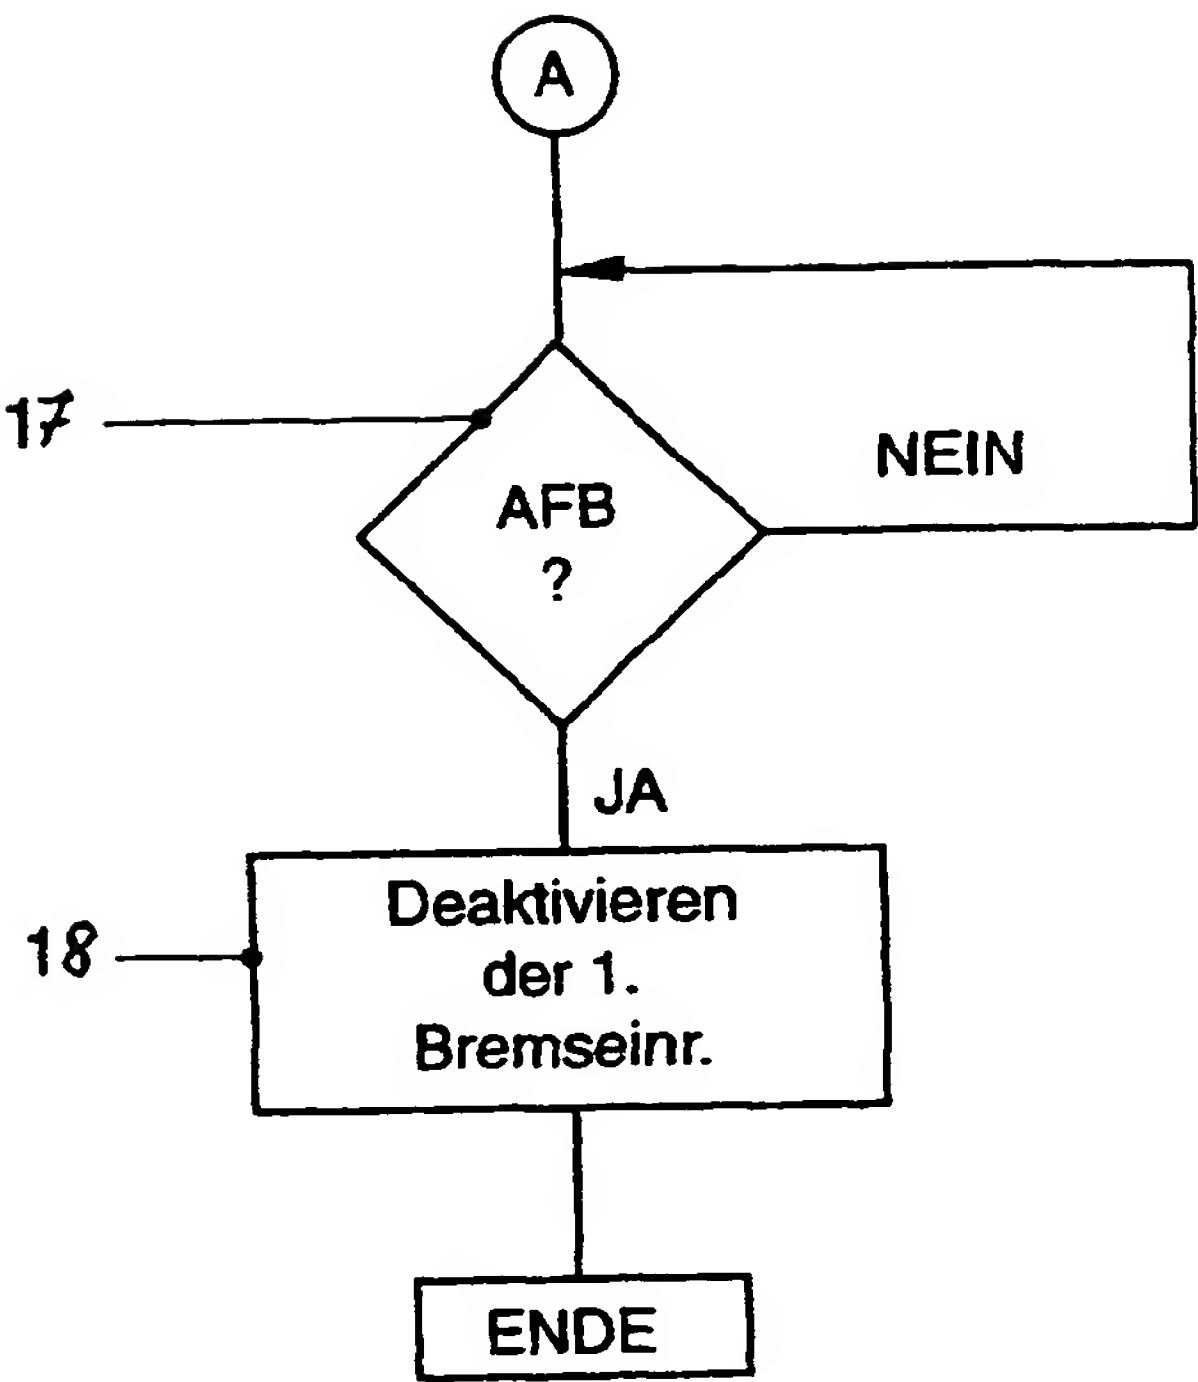 A
17
NEIN
AFB
?
JA
Deaktivieren
18
der 1.
Bremseinr.
ENDE